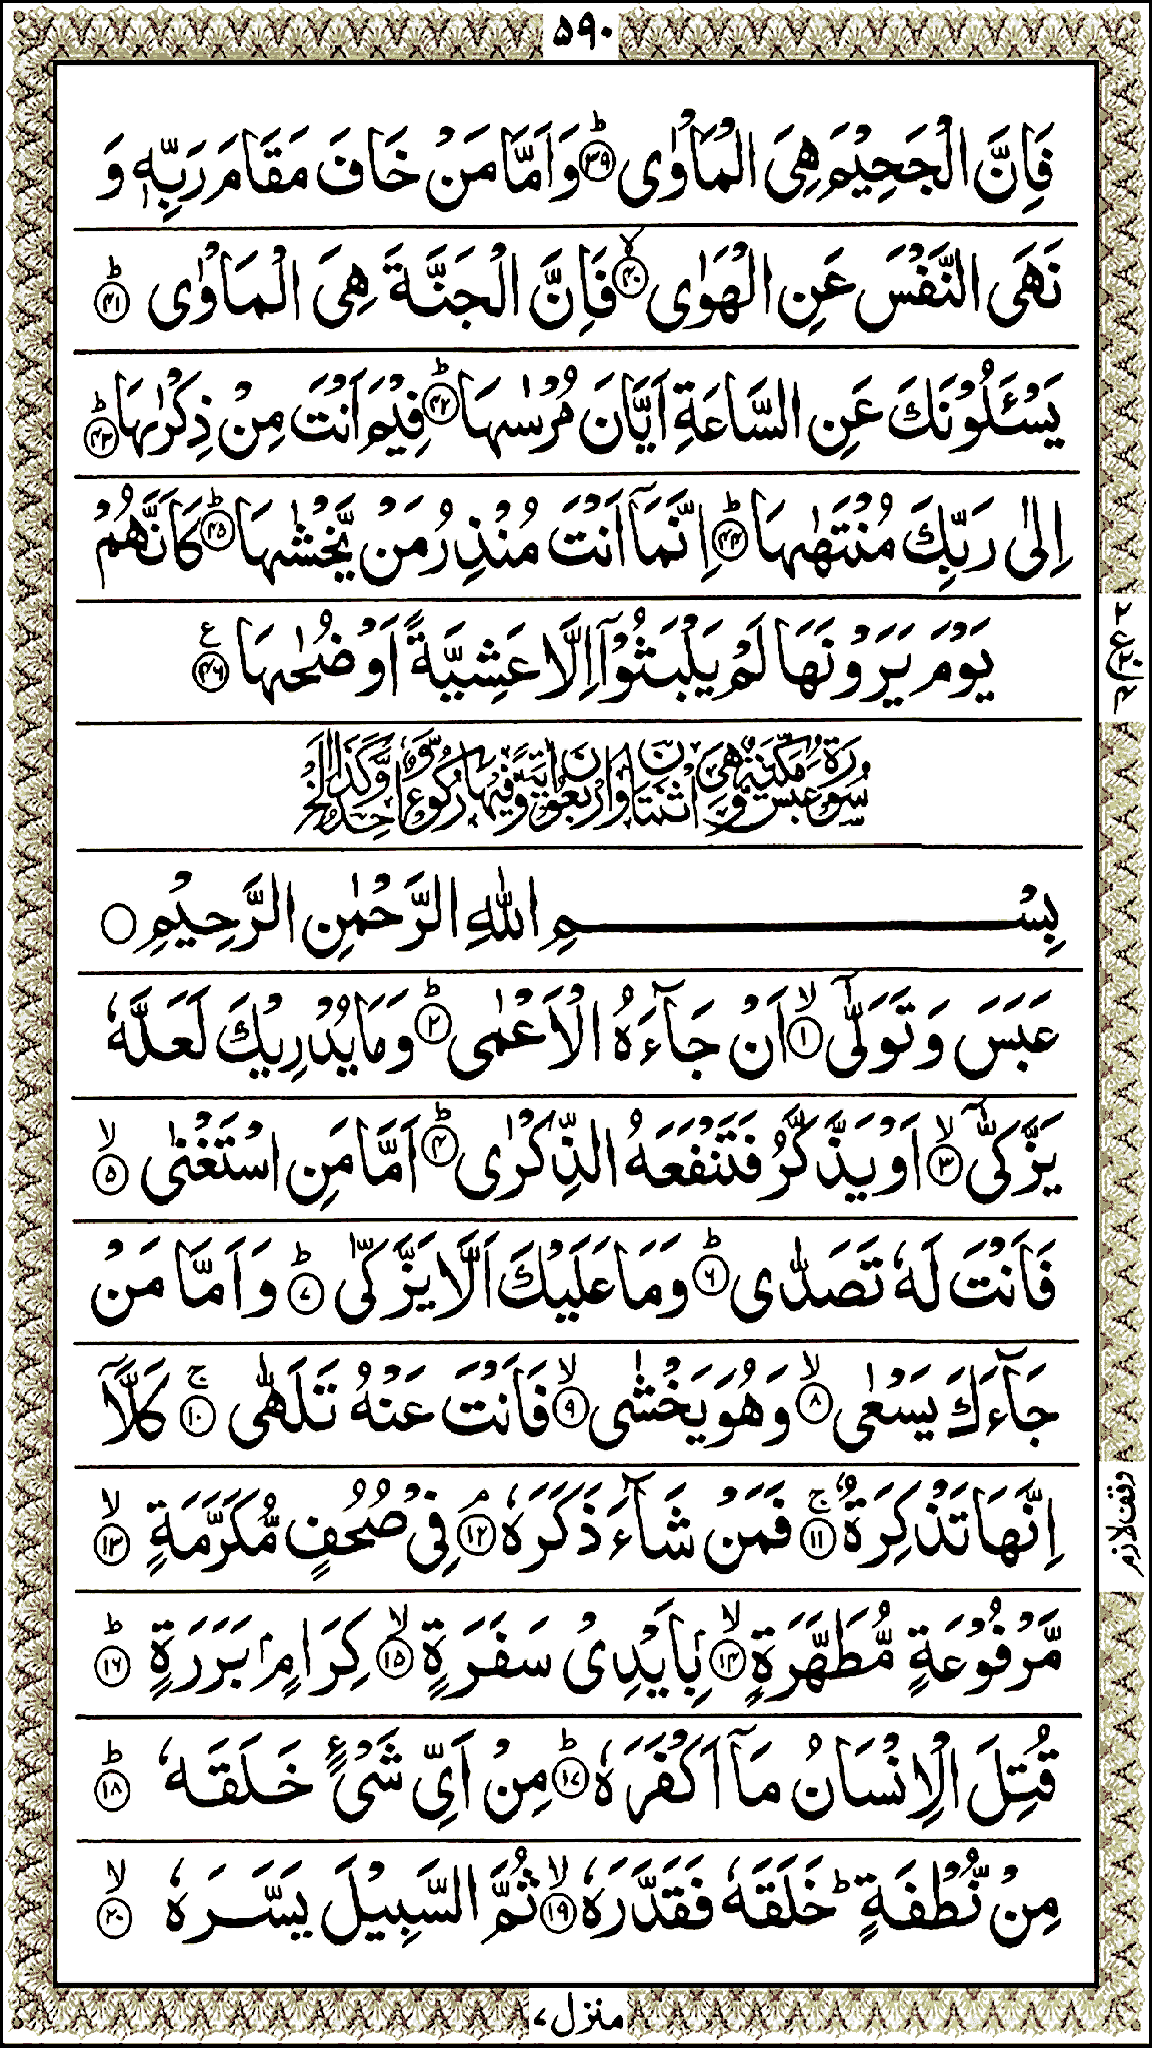 ۵۹۰
فَاِنَّ الْجَحِيْمَ هِيَ الْمَاْوٰى ؕ ﴿۳۹﴾ وَ اَمَّا مَنْ خَافَ مَقَامَ رَبِّهٖ وَ
نَهَى النَّفْسَ عَنِ الْهَوٰى ۙ ﴿۴۰﴾ فَاِنَّ الْجَنَّةَ هِيَ الْمَاْوٰى ؕ ﴿۴۱﴾
يَسْـَٔلُوْنَكَ عَنِ السَّاعَةِ اَيَّانَ مُرْسٰىهَا ؕ ﴿۴۲﴾ فِيْمَ اَنْتَ مِنْ ذِكْرٰىهَا ؕ ﴿۴۳﴾
اِلٰى رَبِّكَ مُنْتَهٰىهَا ؕ ﴿۴۴﴾ اِنَّمَاۤ اَنْتَ مُنْذِرُ مَنْ يَّخْشٰىهَا ؕ ﴿۴۵﴾ كَاَنَّهُمْ
يَوْمَ يَرَوْنَهَا لَمْ يَلْبَثُوْۤا اِلَّا عَشِيَّةً اَوْ ضُحٰىهَا ﴿۴۶﴾ ع
سُوْرَةُ عَبَسَ مَكِّيَّةٌ وَّهِىَ اثْنَتَانِ وَاَرْبَعُوْنَ اٰيَةً وَّفِيْهَا رُكُوْعٌ وَّاحِدٌ
بِسْمِ اللّٰهِ الرَّحْمٰنِ الرَّحِيْمِ ○
عَبَسَ وَ تَوَلّٰۤى ۙ ﴿۱﴾ اَنْ جَآءَهُ الْاَعْمٰى ؕ ﴿۲﴾ وَ مَا يُدْرِيْكَ لَعَلَّهٗ
يَزَّكّٰۤى ۙ ﴿۳﴾ اَوْ يَذَّكَّرُ فَتَنْفَعَهُ الذِّكْرٰى ؕ ﴿۴﴾ اَمَّا مَنِ اسْتَغْنٰى ۙ ﴿۵﴾
فَاَنْتَ لَهٗ تَصَدّٰى ؕ ﴿۶﴾ وَ مَا عَلَيْكَ اَلَّا يَزَّكّٰى ؕ ﴿۷﴾ وَ اَمَّا مَنْ
جَآءَكَ يَسْعٰى ۙ ﴿۸﴾ وَ هُوَ يَخْشٰى ۙ ﴿۹﴾ فَاَنْتَ عَنْهُ تَلَهّٰى ۚ ﴿۱۰﴾ كَلَّاۤ
اِنَّهَا تَذْكِرَةٌ ۚ ﴿۱۱﴾ فَمَنْ شَآءَ ذَكَرَهٗ ۘ ﴿۱۲﴾ فِيْ صُحُفٍ مُّكَرَّمَةٍ ۙ ﴿۱۳﴾
مَّرْفُوْعَةٍ مُّطَهَّرَةٍۭ ۙ ﴿۱۴﴾ بِاَيْدِيْ سَفَرَةٍ ۙ ﴿۱۵﴾ كِرَامٍۭ بَرَرَةٍ ؕ ﴿۱۶﴾
قُتِلَ الْاِنْسَانُ مَاۤ اَكْفَرَهٗ ؕ ﴿۱۷﴾ مِنْ اَيِّ شَيْءٍ خَلَقَهٗ ؕ ﴿۱۸﴾
مِنْ نُّطْفَةٍ ؕ خَلَقَهٗ فَقَدَّرَهٗ ۙ ﴿۱۹﴾ ثُمَّ السَّبِيْلَ يَسَّرَهٗ ۙ ﴿۲۰﴾
۲ ع ۲۰
وقف لازم
منزل ۷